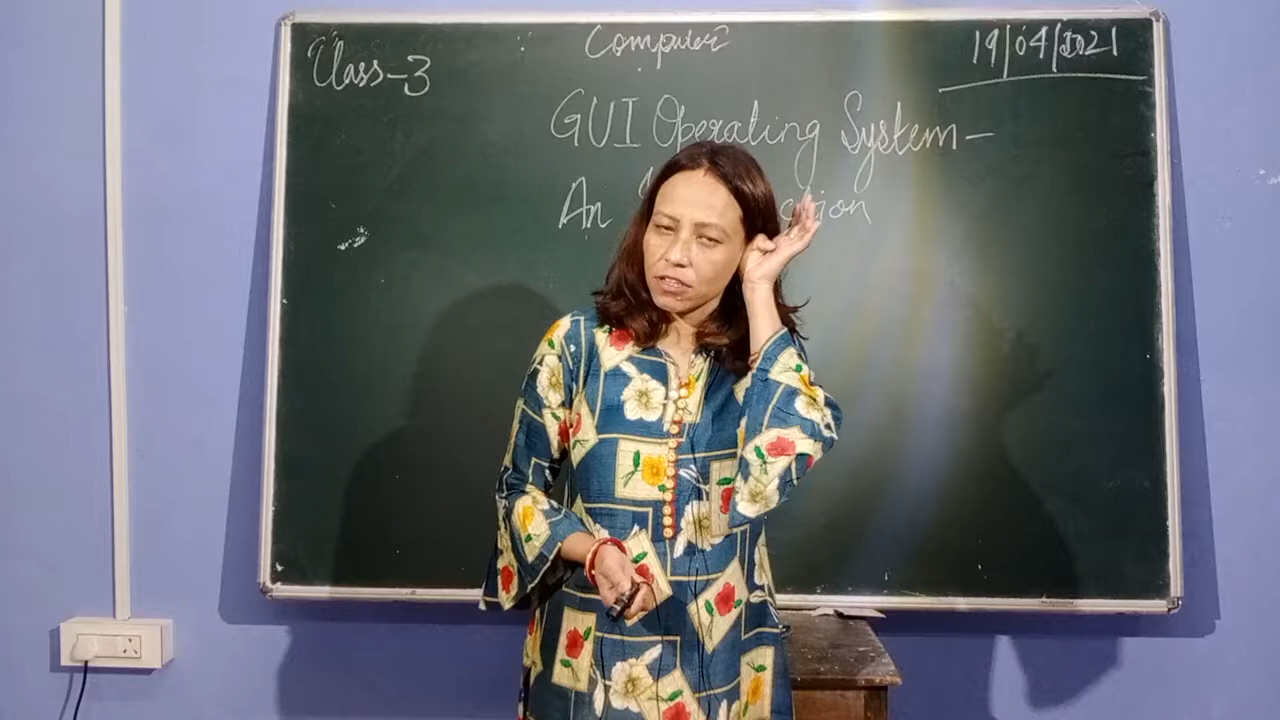 Class-3
Computer
19/04/2021
GUI Operating System-
An